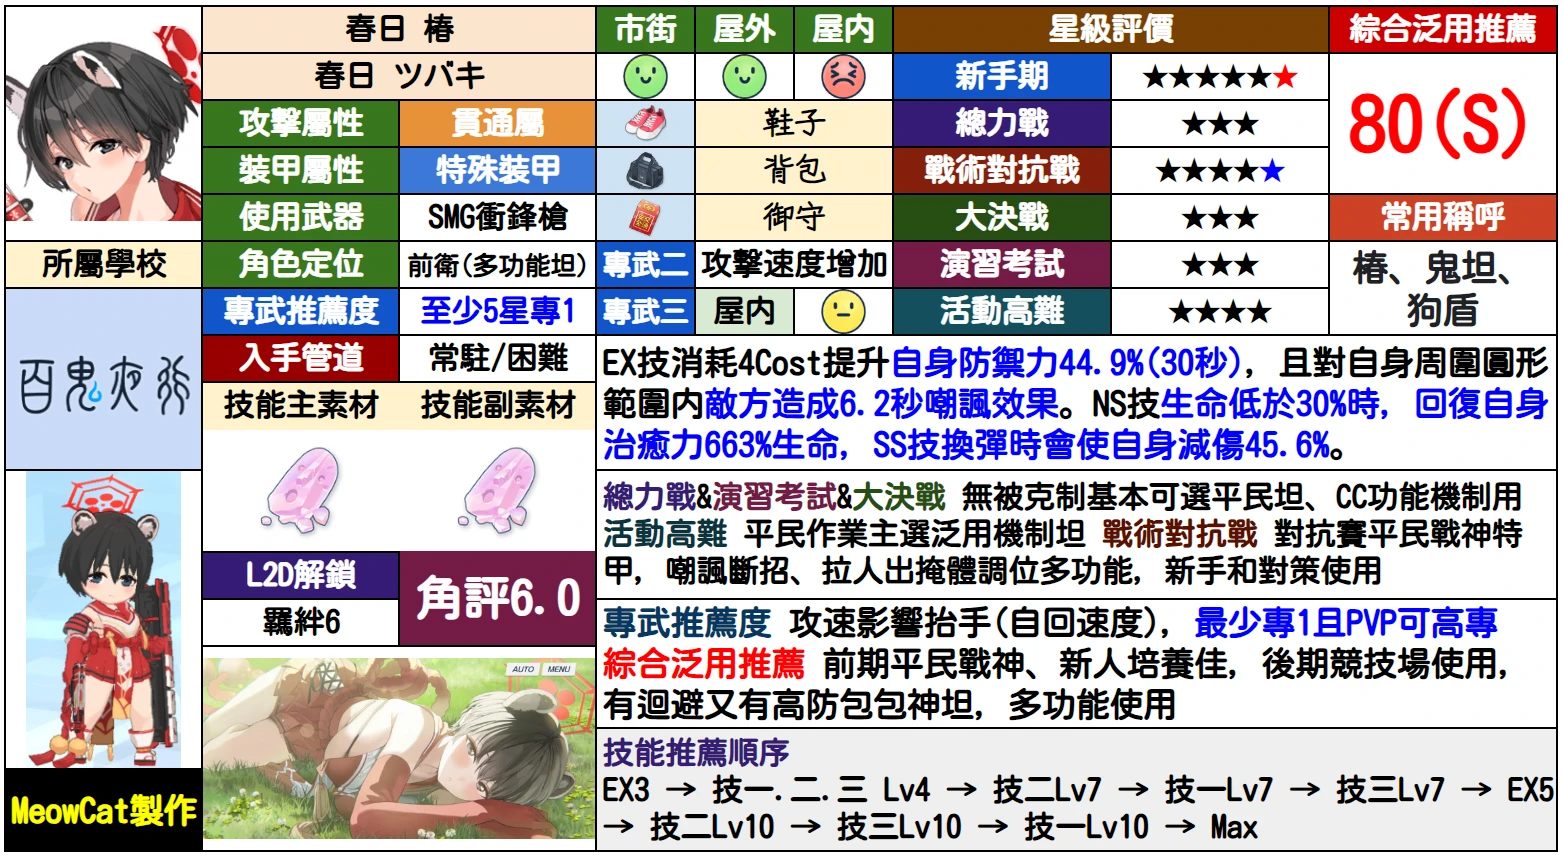 春日 椿
市街
屋外
屋內
星級評價
綜合泛用推薦
春日 ツバキ
新手期
★★★★★★
80(S)
攻擊屬性
貫通屬
鞋子
總力戰
★★★
裝甲屬性
特殊裝甲
背包
戰術對抗戰
★★★★★
使用武器
SMG衝鋒槍
御守
大決戰
★★★
常用稱呼
所屬學校
角色定位
前衛(多功能坦)
專武二
攻擊速度增加
演習考試
★★★
椿、鬼坦、
狗盾
百鬼夜行
專武推薦度
至少5星專1
專武三
屋內
活動高難
★★★★
入手管道
常駐/困難
技能主素材
技能副素材
EX技消耗4Cost提升自身防禦力44.9%(30秒), 且對自身周圍圓形
範圍內敵方造成6.2秒嘲諷效果。NS技生命低於30%時, 回復自身
治癒力663%生命, SS技換彈時會使自身減傷45.6%。
總力戰&演習考試&大決戰 無被克制基本可選平民坦、CC功能機制用
活動高難 平民作業主選泛用機制坦 戰術對抗戰 對抗賽平民戰神特
甲, 嘲諷斷招、拉人出掩體調位多功能, 新手和對策使用
L2D解鎖
羈絆6
角評6.0
專武推薦度 攻速影響抬手(自回速度), 最少專1且PVP可高專
綜合泛用推薦 前期平民戰神、新人培養佳, 後期競技場使用,
有迴避又有高防包包神坦, 多功能使用
AUTO
MENU
技能推薦順序
EX3 → 技一.二.三 Lv4 → 技二Lv7 → 技一Lv7 → 技三Lv7 → EX5
→ 技二Lv10 → 技三Lv10 → 技一Lv10 → Max
MeowCat製作